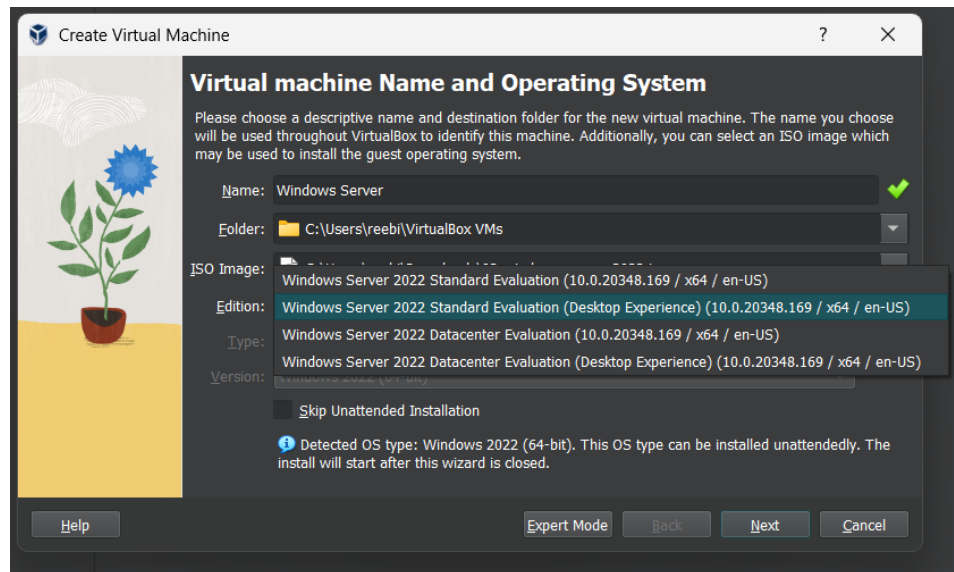 Create Virtual Machine
?
Virtual machine Name and Operating System
Please choose a descriptive name and destination folder for the new virtual machine. The name you choose
will be used throughout VirtualBox to identify this machine. Additionally, you can select an ISO image which
may be used to install the guest operating system.
Name: Windows Server
Folder: C:\Users\reebi\VirtualBox VMs
ISO Image:
Windows Server 2022 Standard Evaluation (10.0.20348.169 / x64 / en-US)
Edition: Windows Server 2022 Standard Evaluation (Desktop Experience) (10.0.20348.169 / x64 / en-US)
Type: Windows Server 2022 Datacenter Evaluation (10.0.20348.169 / x64 / en-US)
Windows Server 2022 Datacenter Evaluation (Desktop Experience) (10.0.20348.169 / x64 / en-US)
Version: Windows 2022 (64-bit)
Skip Unattended Installation
Detected OS type: Windows 2022 (64-bit). This OS type can be installed unattendedly. The
install will start after this wizard is closed.
Help Expert Mode Back Next Cancel